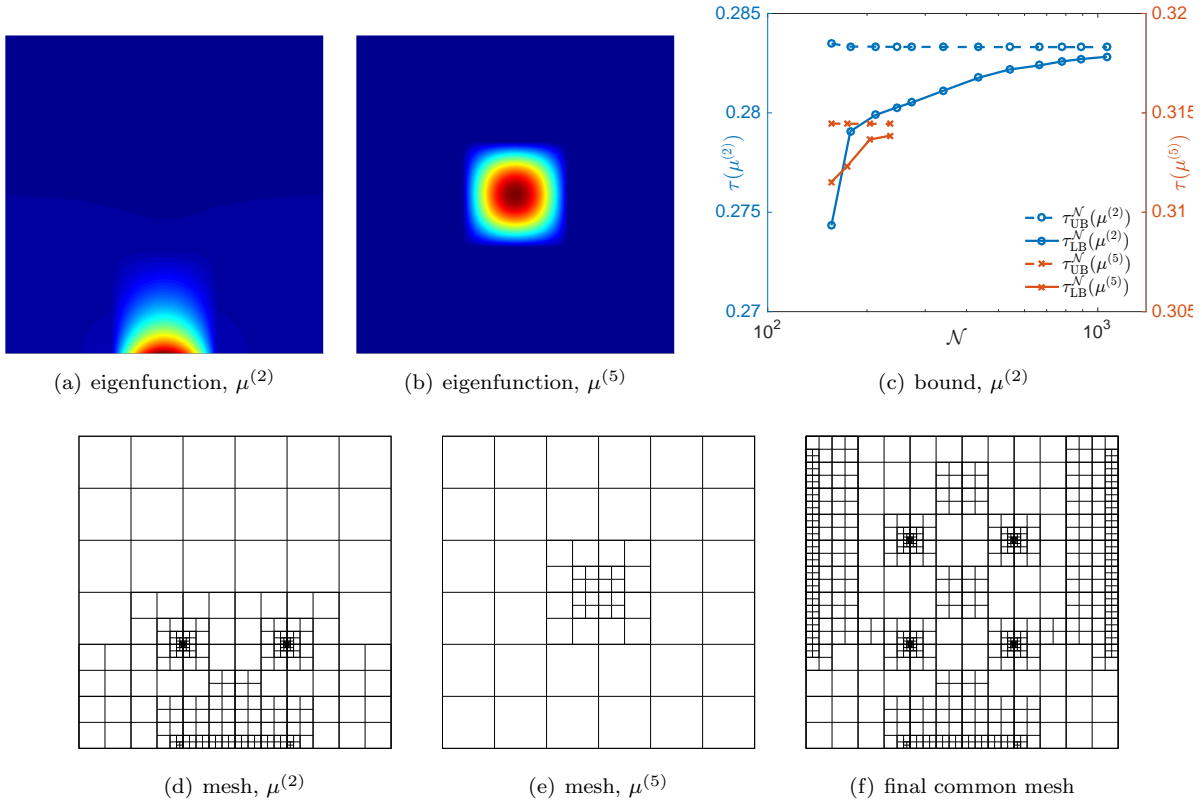 (a) eigenfunction, μ^(2)
(b) eigenfunction, μ^(5)
0.285
0.28
0.275
0.27
τ(μ^(2))
0.32
0.315
0.31
0.305
τ(μ^(5))
10^2
10^3
𝒩
τ_UB^𝒩(μ^(2))
τ_LB^𝒩(μ^(2))
τ_UB^𝒩(μ^(5))
τ_LB^𝒩(μ^(5))
(c) bound, μ^(2)
(d) mesh, μ^(2)
(e) mesh, μ^(5)
(f) final common mesh